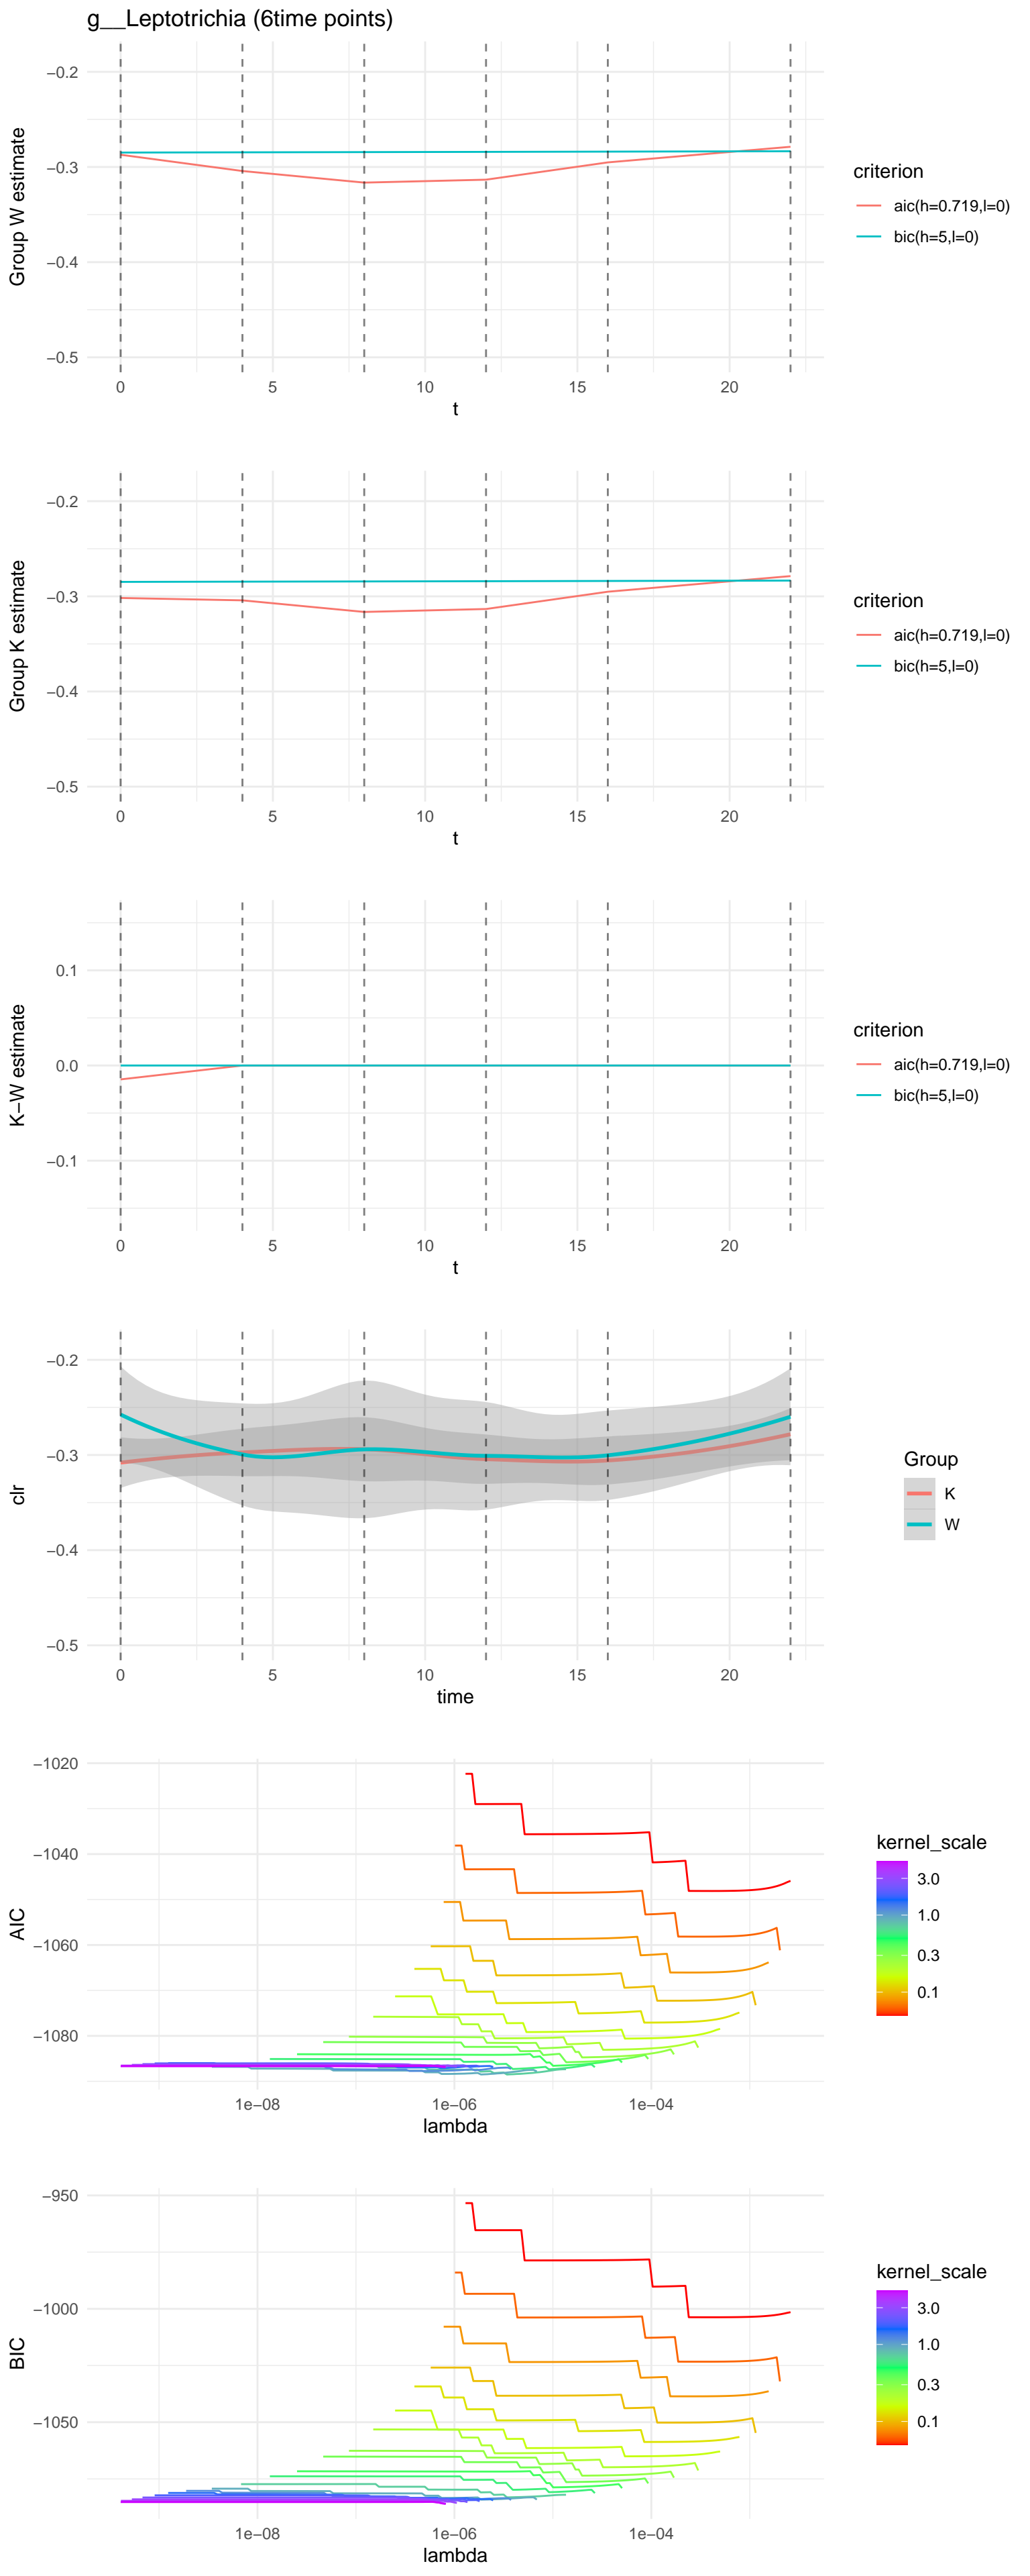 g__Leptotrichia (6time points)
−0.2
−0.3
−0.4
−0.5
Group W estimate
0 5 10 15 20
t
criterion
aic(h=0.719,l=0)
bic(h=5,l=0)
−0.2
−0.3
−0.4
−0.5
Group K estimate
0 5 10 15 20
t
criterion
aic(h=0.719,l=0)
bic(h=5,l=0)
0.1
0.0
−0.1
K−W estimate
0 5 10 15 20
t
criterion
aic(h=0.719,l=0)
bic(h=5,l=0)
−0.2
−0.3
−0.4
−0.5
clr
0 5 10 15 20
time
Group
K
W
−1020
−1040
−1060
−1080
AIC
1e−08 1e−06 1e−04
lambda
kernel_scale
3.0
1.0
0.3
0.1
−950
−1000
−1050
BIC
1e−08 1e−06 1e−04
lambda
kernel_scale
3.0
1.0
0.3
0.1